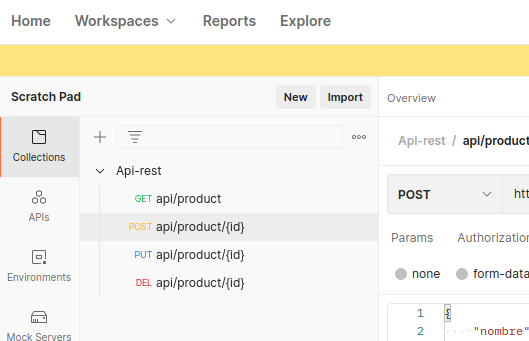 Home Workspaces Reports Explore
Scratch Pad New Import Overview
Collections
APIs
Environments
Mock Servers
Api-rest
GET api/product
POST api/product/{id}
PUT api/product/{id}
DEL api/product/{id}
Api-rest / api/product
POST
Params
none form-data
1 {
2 "nombre"